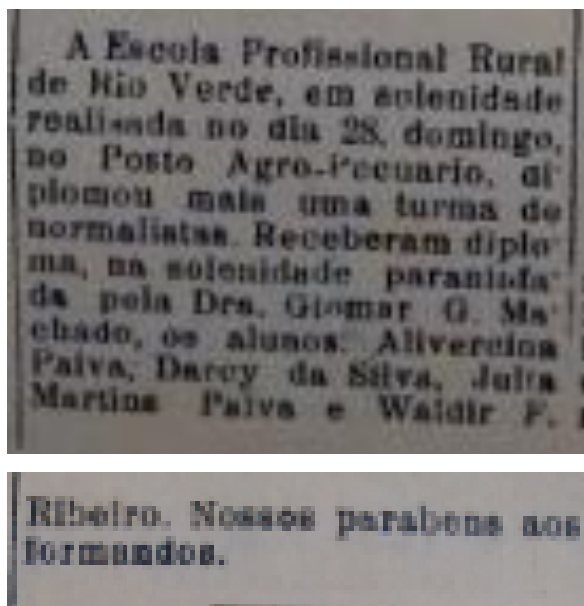 A Escola Profissional Rural
de Rio Verde, em solenidade
realisada no dia 28, domingo,
no Posto Agro-Pecuario, di-
plomou mais uma turma de
normalistas. Receberam diplo-
ma, na solenidade paraninfa-
da pela Dra. Giomar G. Ma-
chado, os alunos: Alivercina
Paiva, Darcy da Silva, Julia
Martins Paiva e Waldir F.
Ribeiro. Nossos parabens aos
formandos.